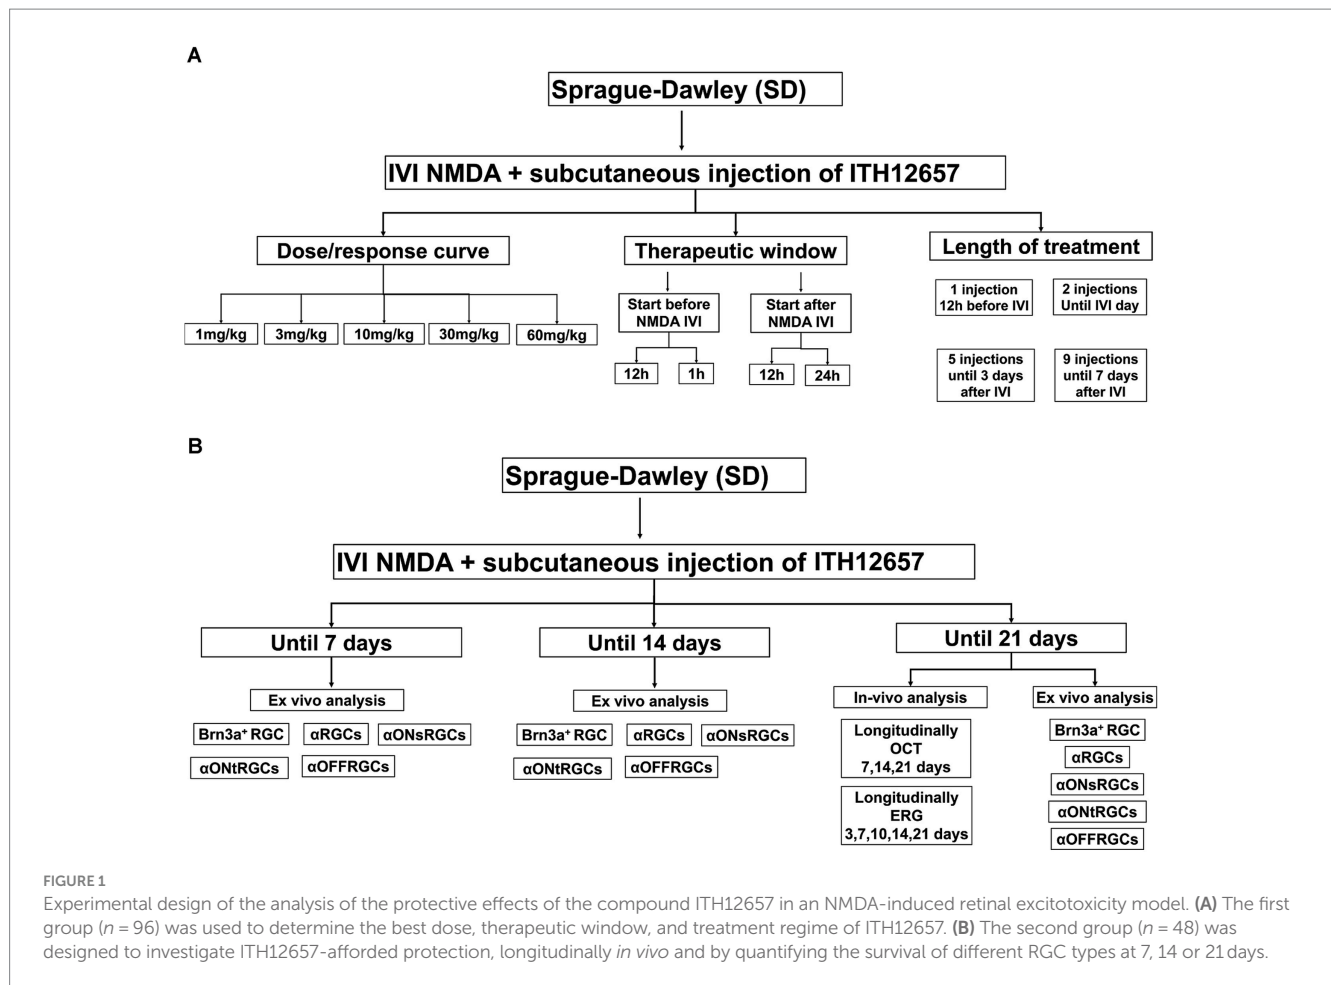 A
Sprague-Dawley (SD)
IVI NMDA + subcutaneous injection of ITH12657
Dose/response curve
1mg/kg
3mg/kg
10mg/kg
30mg/kg
60mg/kg
Therapeutic window
Start before
NMDA IVI
12h
1h
Start after
NMDA IVI
12h
24h
Length of treatment
1 injection
12h before IVI
2 injections
Until IVI day
5 injections
until 3 days
after IVI
9 injections
until 7 days
after IVI
B
Sprague-Dawley (SD)
IVI NMDA + subcutaneous injection of ITH12657
Until 7 days
Ex vivo analysis
Brn3a⁺ RGC
αRGCs
αONsRGCs
αONtRGCs
αOFFRGCs
Until 14 days
Ex vivo analysis
Brn3a⁺ RGC
αRGCs
αONsRGCs
αONtRGCs
αOFFRGCs
Until 21 days
In-vivo analysis
Longitudinally
OCT
7,14,21 days
Longitudinally
ERG
3,7,10,14,21 days
Ex vivo analysis
Brn3a⁺ RGC
αRGCs
αONsRGCs
αONtRGCs
αOFFRGCs
FIGURE 1
Experimental design of the analysis of the protective effects of the compound ITH12657 in an NMDA-induced retinal excitotoxicity model. (A) The first
group (n = 96) was used to determine the best dose, therapeutic window, and treatment regime of ITH12657. (B) The second group (n = 48) was
designed to investigate ITH12657-afforded protection, longitudinally in vivo and by quantifying the survival of different RGC types at 7, 14 or 21 days.